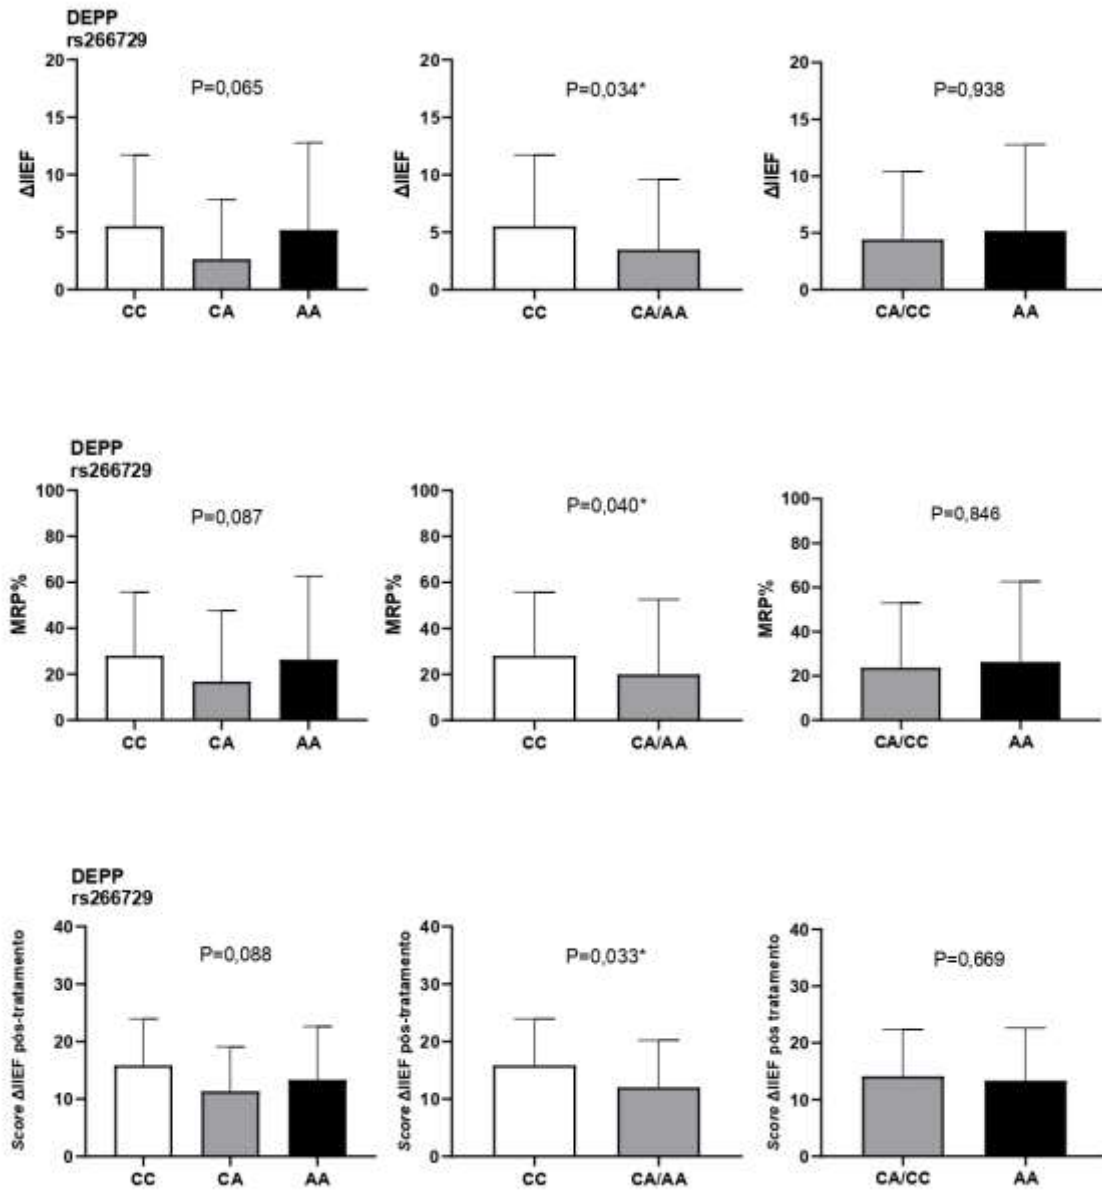 DEPP
rs266729
20
15
10
5
0
ΔIIEF
P=0,065
CC CA AA
20
15
10
5
0
ΔIIEF
P=0,034*
CC CA/AA
20
15
10
5
0
ΔIIEF
P=0,938
CA/CC AA
DEPP
rs266729
100
80
60
40
20
0
MRP%
P=0,087
CC CA AA
100
80
60
40
20
0
MRP%
P=0,040*
CC CA/AA
100
80
60
40
20
0
MRP%
P=0,846
CA/CC AA
DEPP
rs266729
40
30
20
10
0
Score ΔIIEF pós-tratamento
P=0,088
CC CA AA
40
30
20
10
0
Score ΔIIEF pós-tratamento
P=0,033*
CC CA/AA
40
30
20
10
0
Score ΔIIEF pós tratamento
P=0,669
CA/CC AA